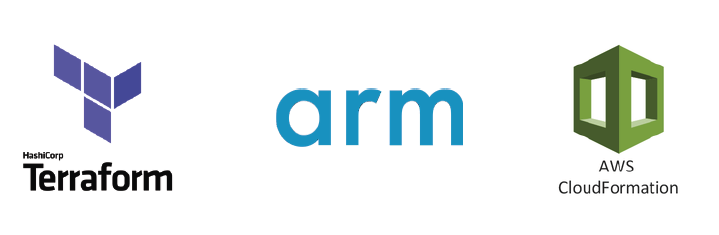 HashiCorp
Terraform
arm
AWS
CloudFormation